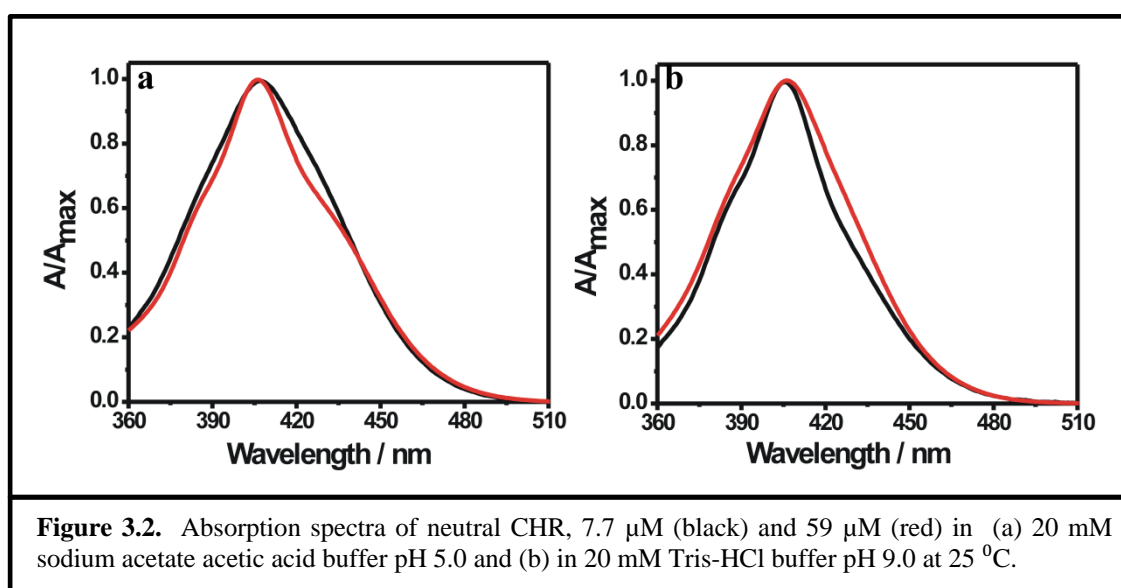 a
1.0
0.8
0.6
0.4
0.2
0.0
A/Amax
360 390 420 450 480 510
Wavelength / nm
b
1.0
0.8
0.6
0.4
0.2
0.0
A/Amax
360 390 420 450 480 510
Wavelength / nm
Figure 3.2. Absorption spectra of neutral CHR, 7.7 µM (black) and 59 µM (red) in (a) 20 mM
sodium acetate acetic acid buffer pH 5.0 and (b) in 20 mM Tris-HCl buffer pH 9.0 at 25 ⁰C.